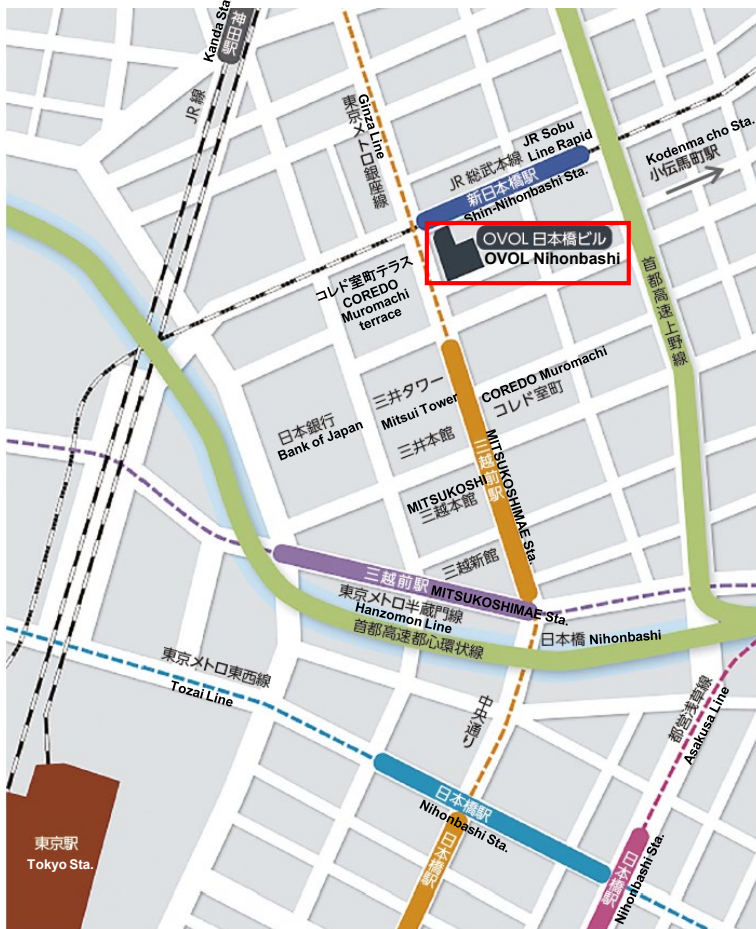 神田駅
Kanda Sta.
JR 線
東京メトロ銀座線
Ginza Line
JR 総武本線
JR Sobu
Line Rapid
新日本橋駅
Shin-Nihonbashi Sta.
Kodenma cho Sta.
小伝馬町駅
OVOL 日本橋ビル
OVOL Nihonbashi
コレド室町テラス
COREDO
Muromachi
terrace
首都高速上野線
三井タワー
Mitsui Tower
COREDO Muromachi
コレド室町
日本銀行
Bank of Japan
三井本館
三越前駅
MITSUKOSHIMAE Sta.
MITSUKOSHI
三越本館
三越新館
三越前駅 MITSUKOSHIMAE Sta.
東京メトロ半蔵門線
Hanzomon Line
首都高速都心環状線
日本橋 Nihonbashi
東京メトロ東西線
Tozai Line
中央通り
都営浅草線
Asakusa Line
日本橋駅
Nihonbashi Sta.
日本橋駅
日本橋駅
Nihonbashi Sta.
東京駅
Tokyo Sta.